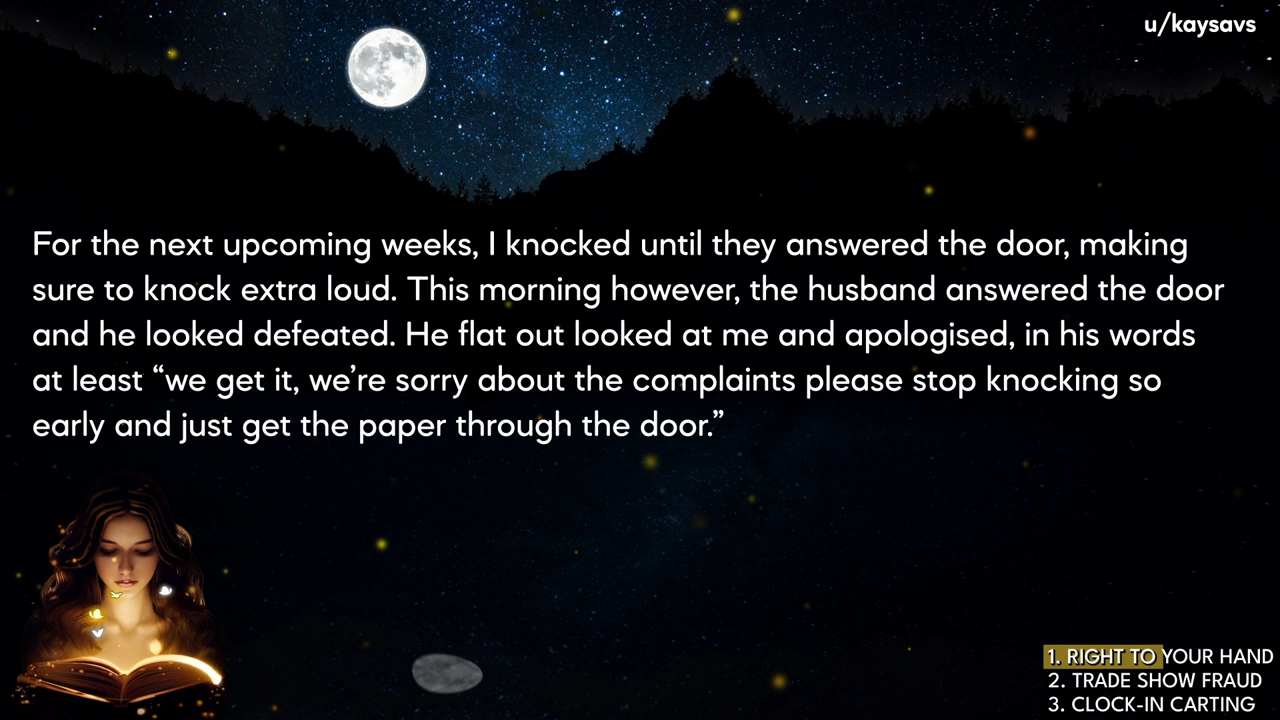 u/kaysavs
For the next upcoming weeks, I knocked until they answered the door, making
sure to knock extra loud. This morning however, the husband answered the door
and he looked defeated. He flat out looked at me and apologised, in his words
at least “we get it, we’re sorry about the complaints please stop knocking so
early and just get the paper through the door.”
1. RIGHT TO YOUR HAND
2. TRADE SHOW FRAUD
3. CLOCK-IN CARTING